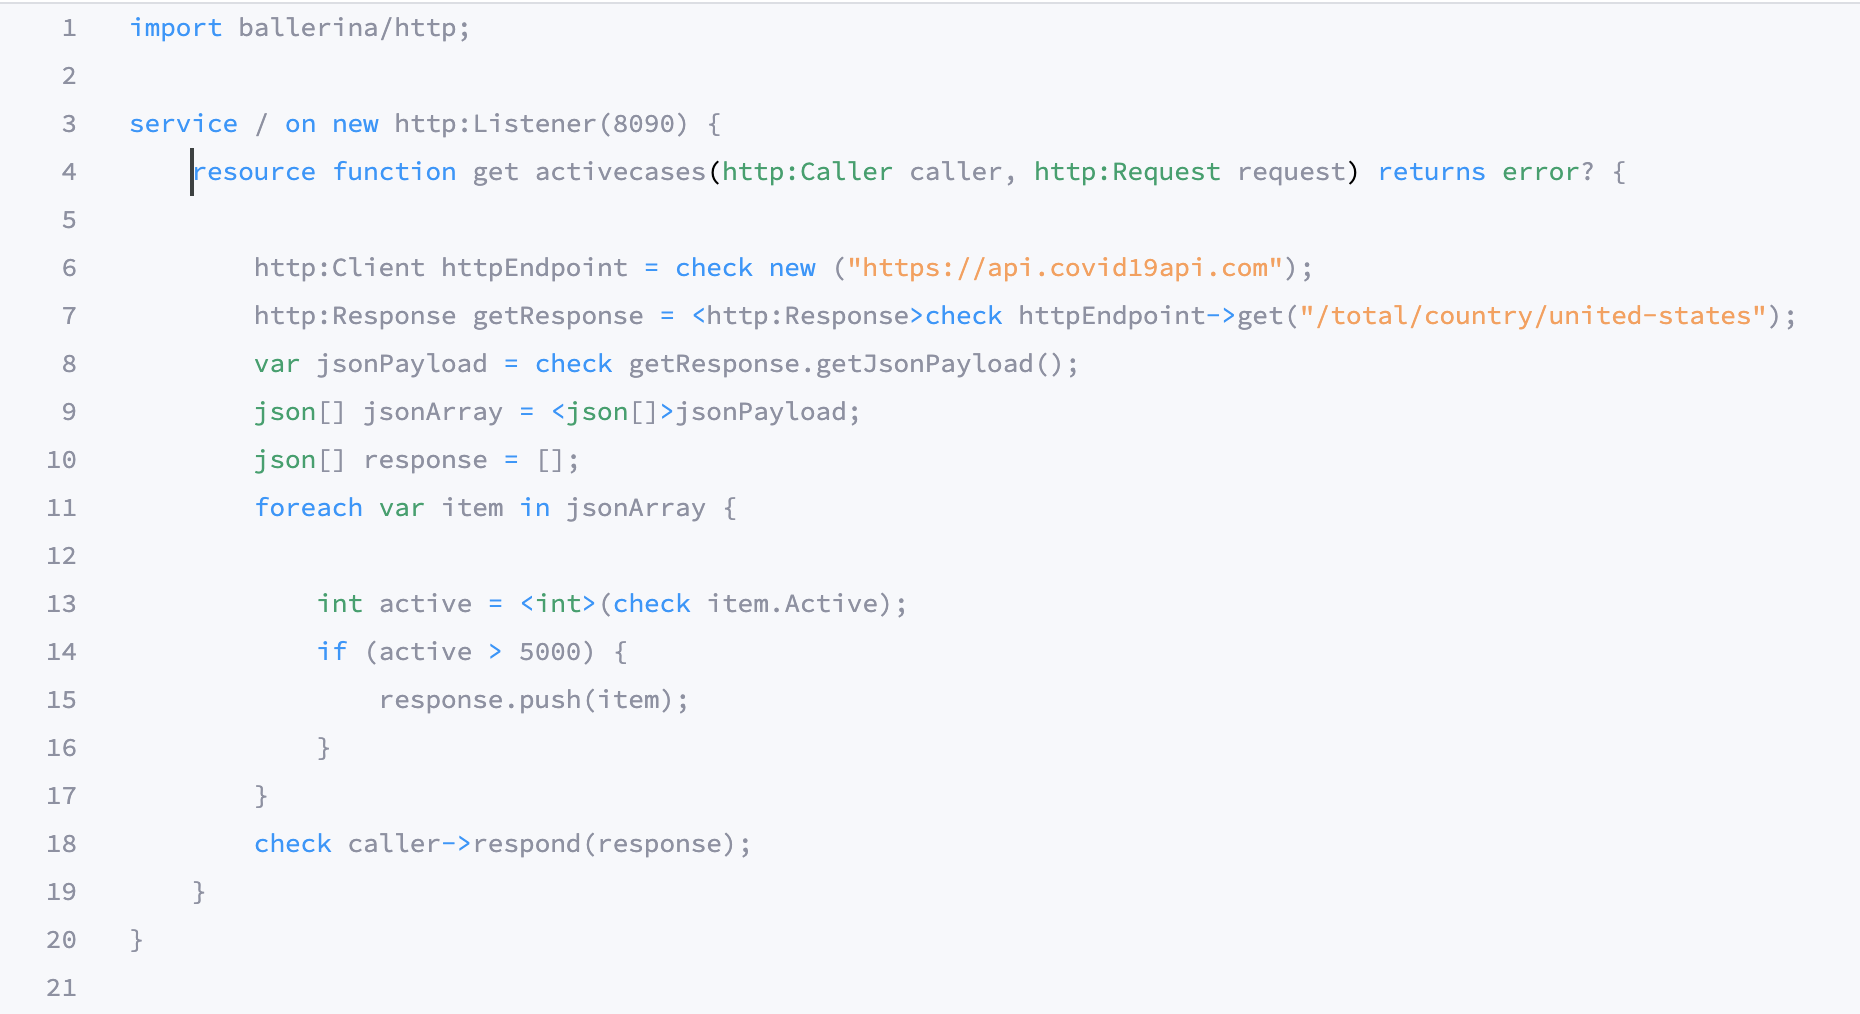 1 import ballerina/http;
2
3 service / on new http:Listener(8090) {
4 resource function get activecases(http:Caller caller, http:Request request) returns error? {
5
6 http:Client httpEndpoint = check new ("https://api.covid19api.com");
7 http:Response getResponse = <http:Response>check httpEndpoint->get("/total/country/united-states");
8 var jsonPayload = check getResponse.getJsonPayload();
9 json[] jsonArray = <json[]>jsonPayload;
10 json[] response = [];
11 foreach var item in jsonArray {
12
13 int active = <int>(check item.Active);
14 if (active > 5000) {
15 response.push(item);
16 }
17 }
18 check caller->respond(response);
19 }
20 }
21